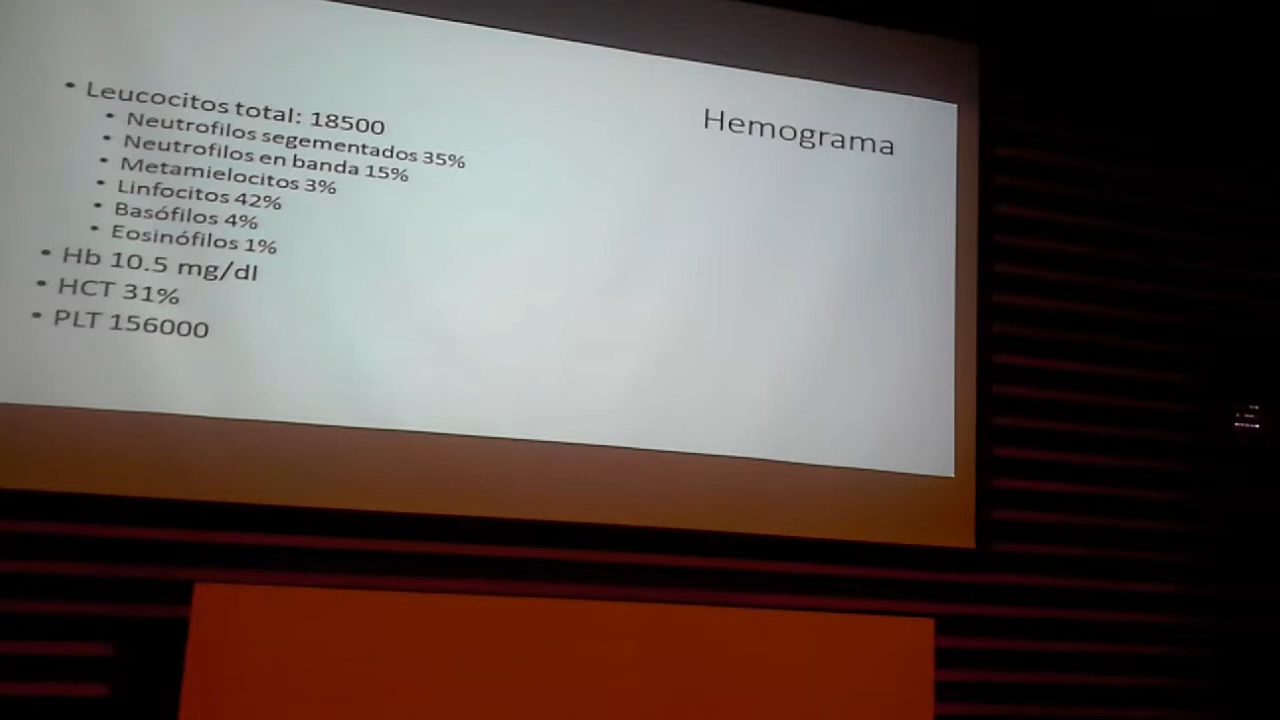 Hemograma
• Leucocitos total: 18500
• Neutrofilos segementados 35%
• Neutrofilos en banda 15%
• Metamielocitos 3%
• Linfocitos 42%
• Basófilos 4%
• Eosinófilos 1%
• Hb 10.5 mg/dl
• HCT 31%
• PLT 156000